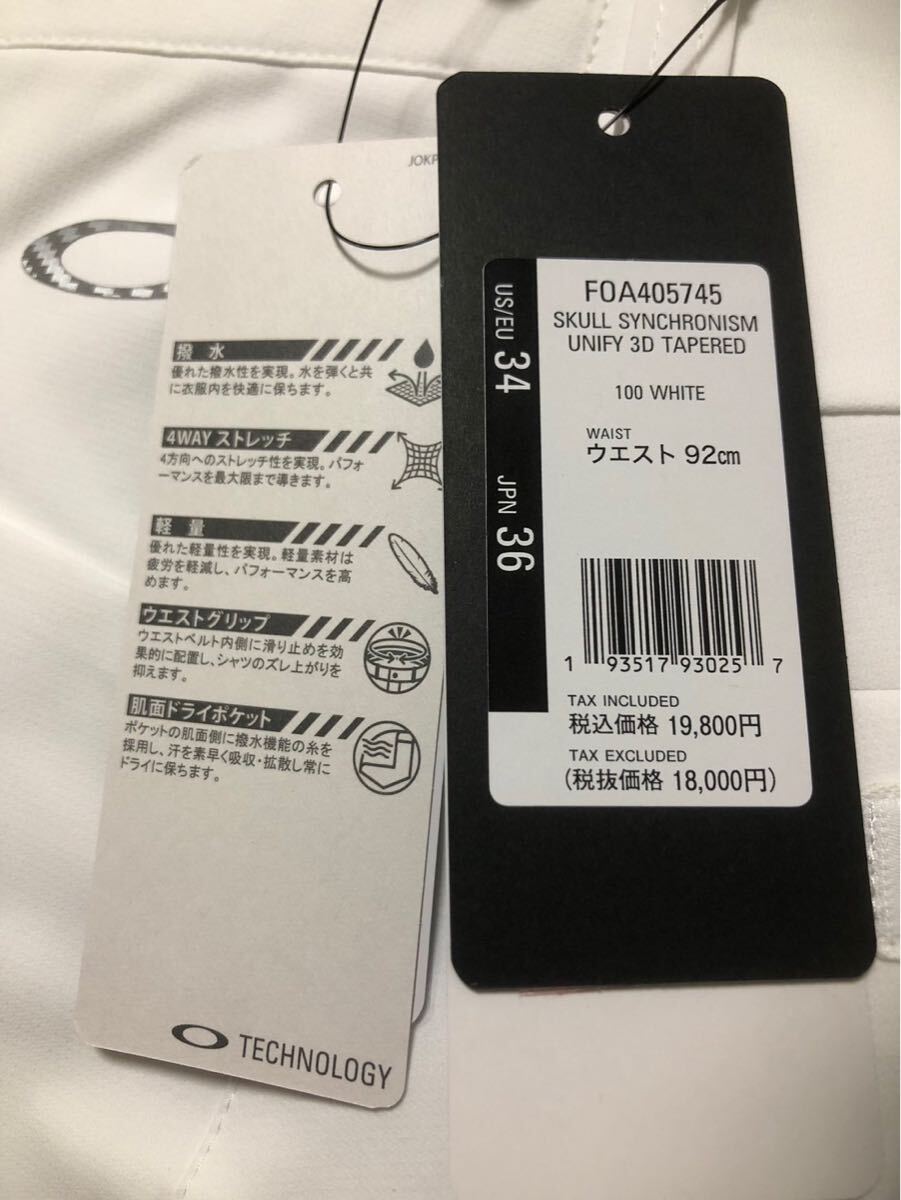 JOKP
撥水
優れた撥水性を実現。水を弾くと共
に衣服内を快適に保ちます。
4WAY ストレッチ
4方向へのストレッチ性を実現。パフォ
ーマンスを最大限まで導きます。
軽量
優れた軽量性を実現。軽量素材は
疲労を軽減し、パフォーマンスを高
めます。
ウエストグリップ
ウエストベルト内側に滑り止めを効
果的に配置し、シャツのズレ上がりを
抑えます。
肌面ドライポケット
ポケットの肌面側に撥水機能の糸を
採用し、汗を素早く吸収・拡散し常に
ドライに保ちます。
TECHNOLOGY
US/EU 34
JPN 36
FOA405745
SKULL SYNCHRONISM
UNIFY 3D TAPERED
100 WHITE
WAIST
ウエスト 92cm
1 93517 93025 7
TAX INCLUDED
税込価格 19,800円
TAX EXCLUDED
(税抜価格 18,000円)